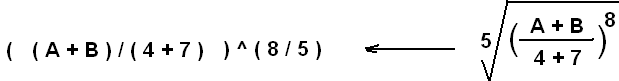 ( ( A + B ) / ( 4 + 7 ) ) ^ ( 8 / 5 ) ← 5√((A + B)/(4 + 7))^8